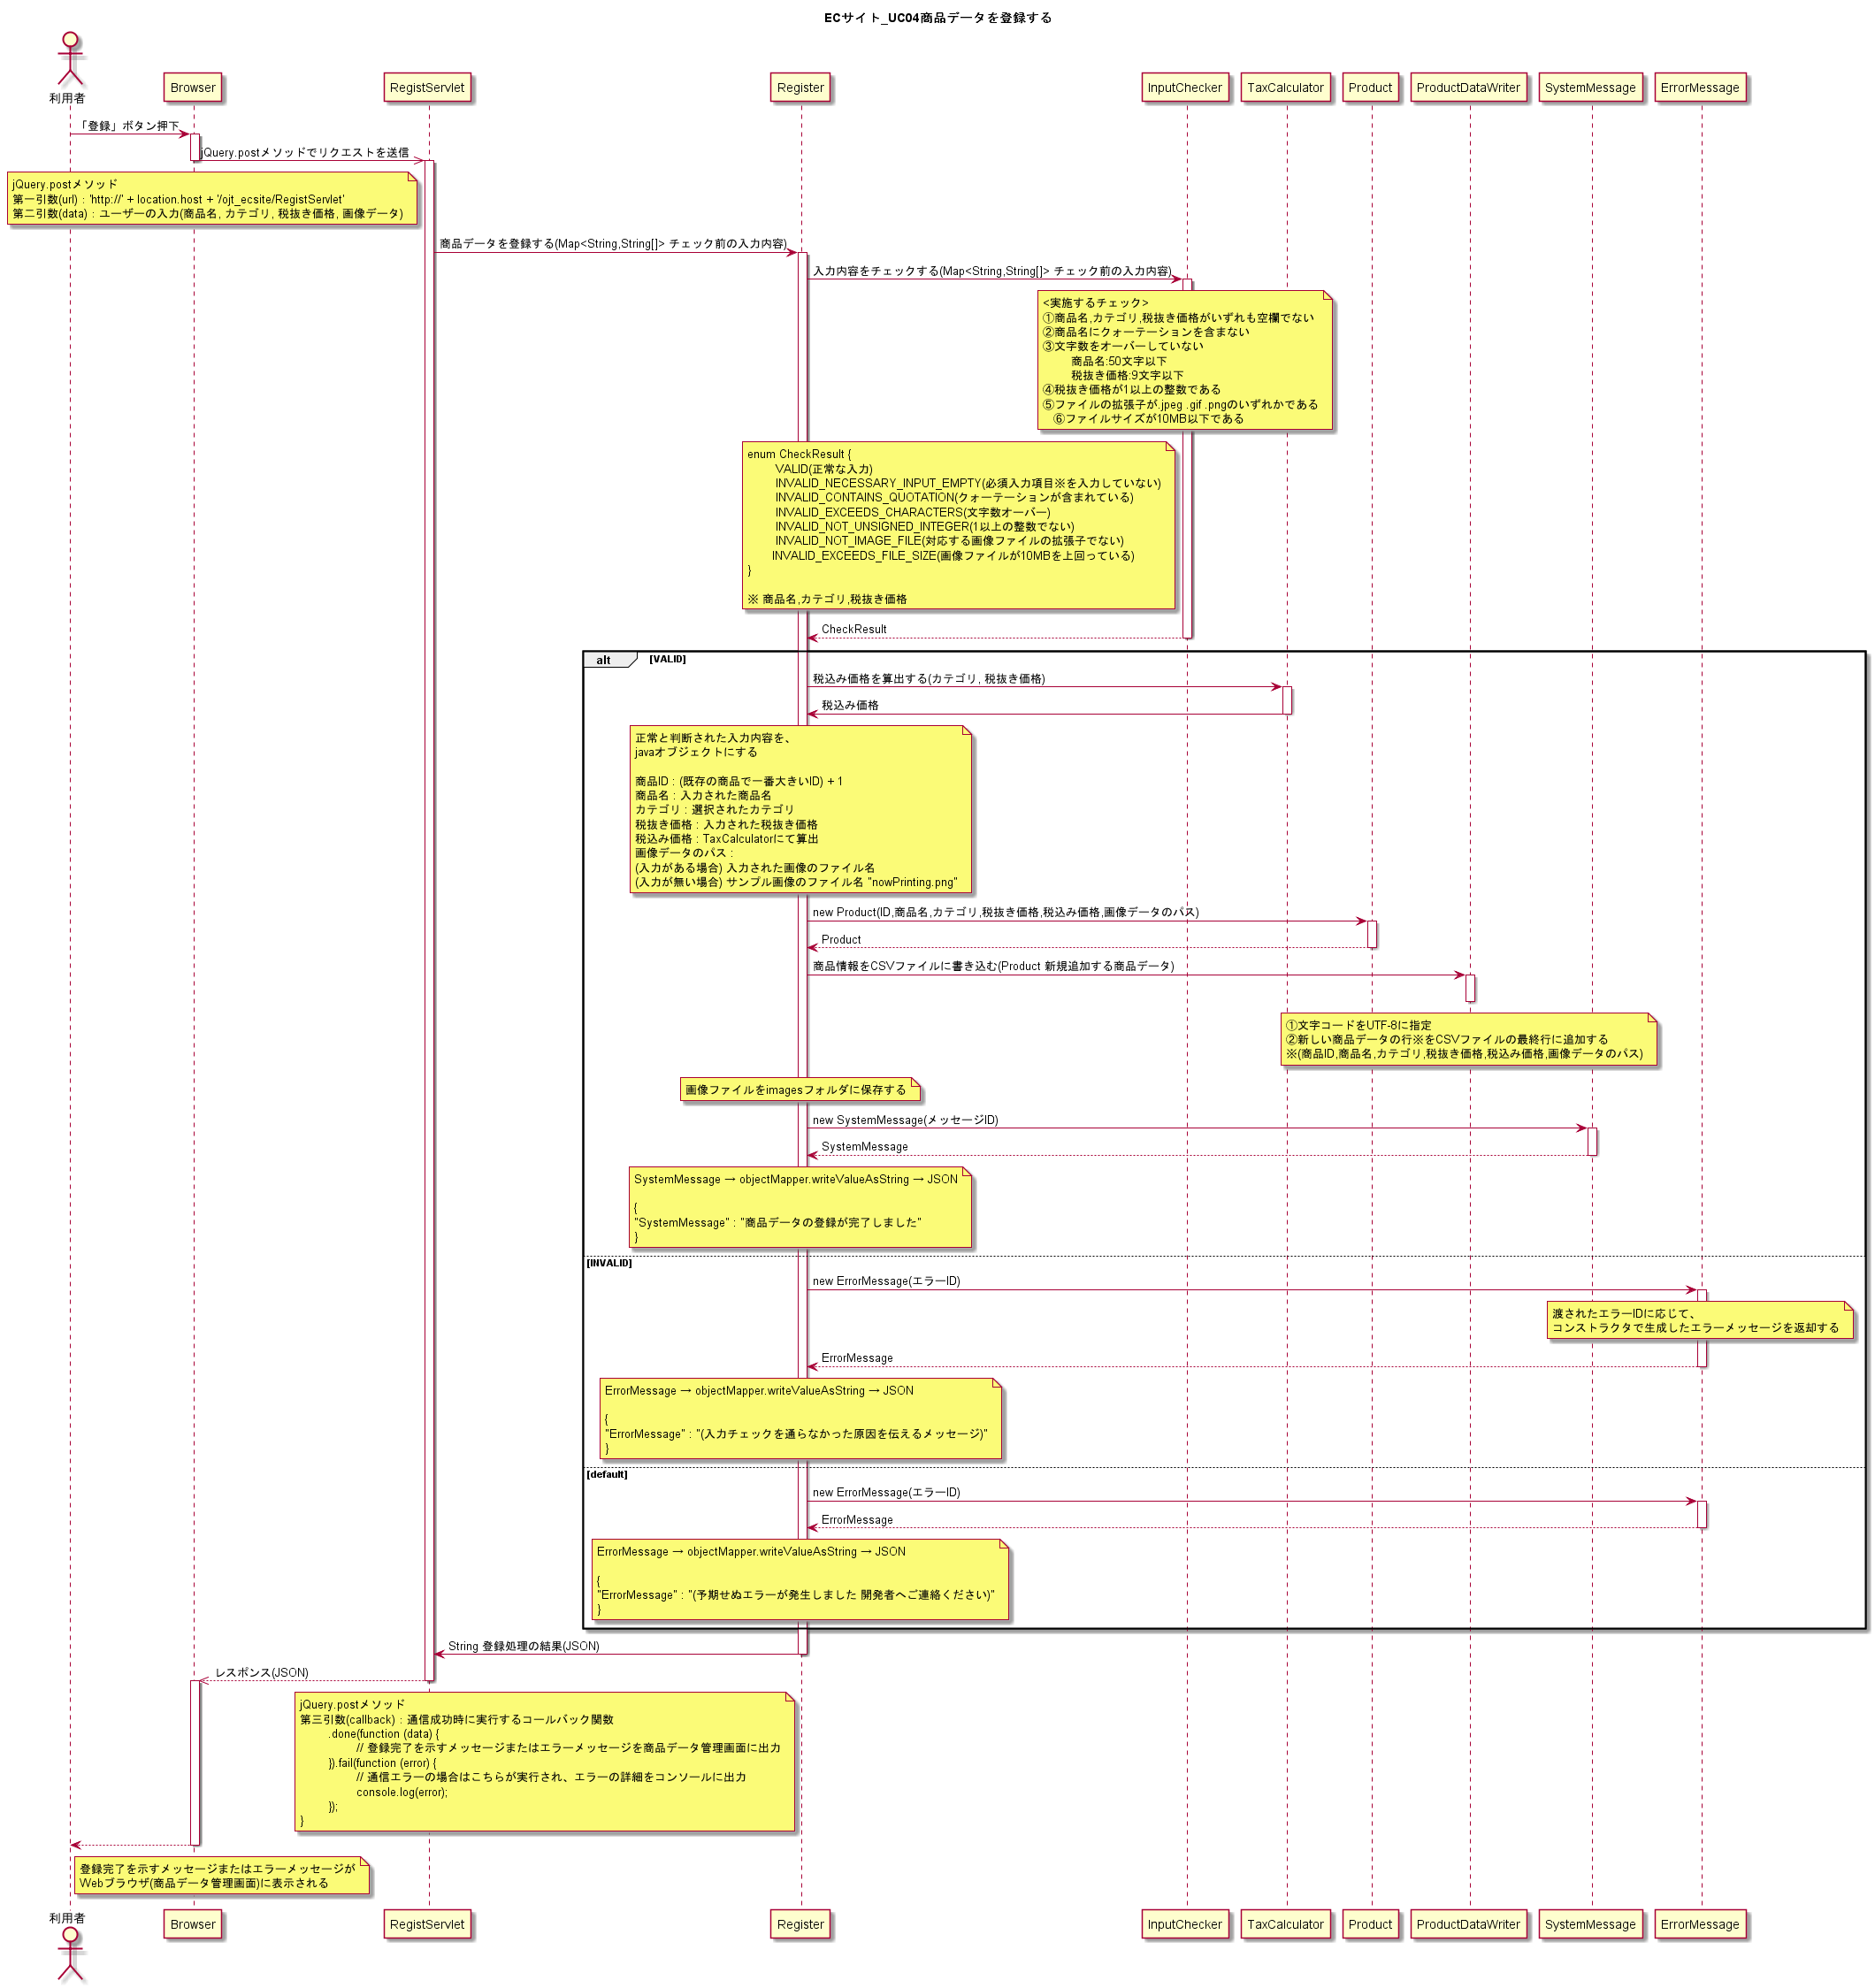 ECサイト_UC04商品データを登録する
利用者
Browser
RegistServlet
Register
InputChecker
TaxCalculator
Product
ProductDataWriter
SystemMessage
ErrorMessage
「登録」ボタン押下
jQuery.postメソッドでリクエストを送信
jQuery.postメソッド
第一引数(url) : 'http://' + location.host + '/ojt_ecsite/RegistServlet'
第二引数(data) : ユーザーの入力(商品名, カテゴリ, 税抜き価格, 画像データ)
商品データを登録する(Map<String,String[]> チェック前の入力内容)
入力内容をチェックする(Map<String,String[]> チェック前の入力内容)
<実施するチェック>
①商品名,カテゴリ,税抜き価格がいずれも空欄でない
②商品名にクォーテーションを含まない
③文字数をオーバーしていない
商品名:50文字以下
税抜き価格:9文字以下
④税抜き価格が1以上の整数である
⑤ファイルの拡張子が.jpeg .gif .pngのいずれかである
⑥ファイルサイズが10MB以下である
enum CheckResult {
VALID(正常な入力)
INVALID_NECESSARY_INPUT_EMPTY(必須入力項目※を入力していない)
INVALID_CONTAINS_QUOTATION(クォーテーションが含まれている)
INVALID_EXCEEDS_CHARACTERS(文字数オーバー)
INVALID_NOT_UNSIGNED_INTEGER(1以上の整数でない)
INVALID_NOT_IMAGE_FILE(対応する画像ファイルの拡張子でない)
INVALID_EXCEEDS_FILE_SIZE(画像ファイルが10MBを上回っている)
}
※ 商品名,カテゴリ,税抜き価格
CheckResult
alt [VALID]
税込み価格を算出する(カテゴリ, 税抜き価格)
税込み価格
正常と判断された入力内容を、
javaオブジェクトにする
商品ID : (既存の商品で一番大きいID) + 1
商品名 : 入力された商品名
カテゴリ : 選択されたカテゴリ
税抜き価格 : 入力された税抜き価格
税込み価格 : TaxCalculatorにて算出
画像データのパス :
(入力がある場合) 入力された画像のファイル名
(入力が無い場合) サンプル画像のファイル名 "nowPrinting.png"
new Product(ID,商品名,カテゴリ,税抜き価格,税込み価格,画像データのパス)
Product
商品情報をCSVファイルに書き込む(Product 新規追加する商品データ)
①文字コードをUTF-8に指定
②新しい商品データの行※をCSVファイルの最終行に追加する
※(商品ID,商品名,カテゴリ,税抜き価格,税込み価格,画像データのパス)
画像ファイルをimagesフォルダに保存する
new SystemMessage(メッセージID)
SystemMessage
SystemMessage → objectMapper.writeValueAsString → JSON
{
"SystemMessage" : "商品データの登録が完了しました"
}
[INVALID]
new ErrorMessage(エラーID)
渡されたエラーIDに応じて、
コンストラクタで生成したエラーメッセージを返却する
ErrorMessage
ErrorMessage → objectMapper.writeValueAsString → JSON
{
"ErrorMessage" : "(入力チェックを通らなかった原因を伝えるメッセージ)"
}
[default]
new ErrorMessage(エラーID)
ErrorMessage
ErrorMessage → objectMapper.writeValueAsString → JSON
{
"ErrorMessage" : "(予期せぬエラーが発生しました 開発者へご連絡ください)"
}
String 登録処理の結果(JSON)
レスポンス(JSON)
jQuery.postメソッド
第三引数(callback) : 通信成功時に実行するコールバック関数
.done(function (data) {
// 登録完了を示すメッセージまたはエラーメッセージを商品データ管理画面に出力
}).fail(function (error) {
// 通信エラーの場合はこちらが実行され、エラーの詳細をコンソールに出力
console.log(error);
});
}
登録完了を示すメッセージまたはエラーメッセージが
Webブラウザ(商品データ管理画面)に表示される
利用者
Browser
RegistServlet
Register
InputChecker
TaxCalculator
Product
ProductDataWriter
SystemMessage
ErrorMessage